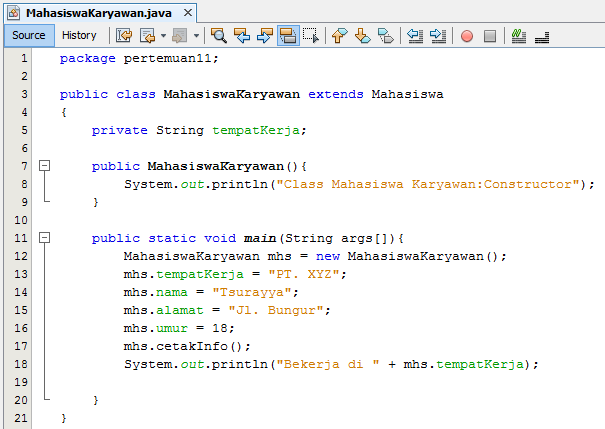 MahasiswaKaryawan.java
Source History
1 package pertemuan11;
2
3 public class MahasiswaKaryawan extends Mahasiswa
4 {
5 private String tempatKerja;
6
7 public MahasiswaKaryawan(){
8 System.out.println("Class Mahasiswa Karyawan:Constructor");
9 }
10
11 public static void main(String args[]){
12 MahasiswaKaryawan mhs = new MahasiswaKaryawan();
13 mhs.tempatKerja = "PT. XYZ";
14 mhs.nama = "Tsurayya";
15 mhs.alamat = "Jl. Bungur";
16 mhs.umur = 18;
17 mhs.cetakInfo();
18 System.out.println("Bekerja di " + mhs.tempatKerja);
19
20 }
21 }